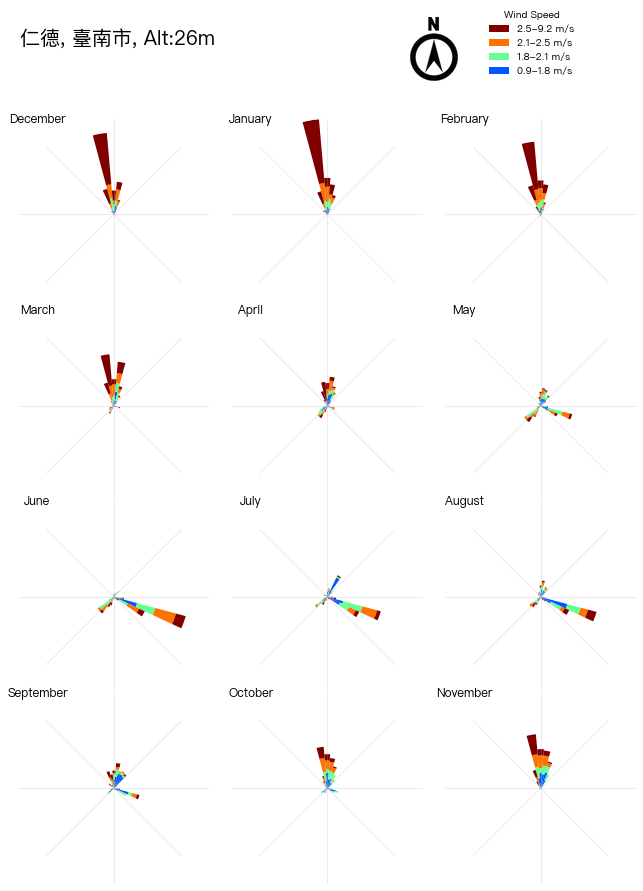 仁德, 臺南市, Alt:26m
N
Wind Speed
2.5–9.2 m/s
2.1–2.5 m/s
1.8–2.1 m/s
0.9–1.8 m/s
December
January
February
March
April
May
June
July
August
September
October
November